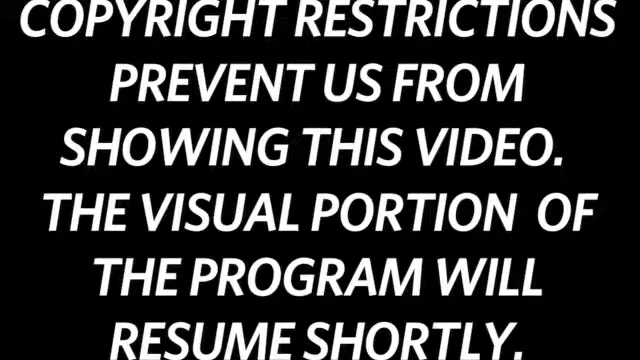 COPYRIGHT RESTRICTIONS
PREVENT US FROM
SHOWING THIS VIDEO.
THE VISUAL PORTION OF
THE PROGRAM WILL
RESUME SHORTLY.